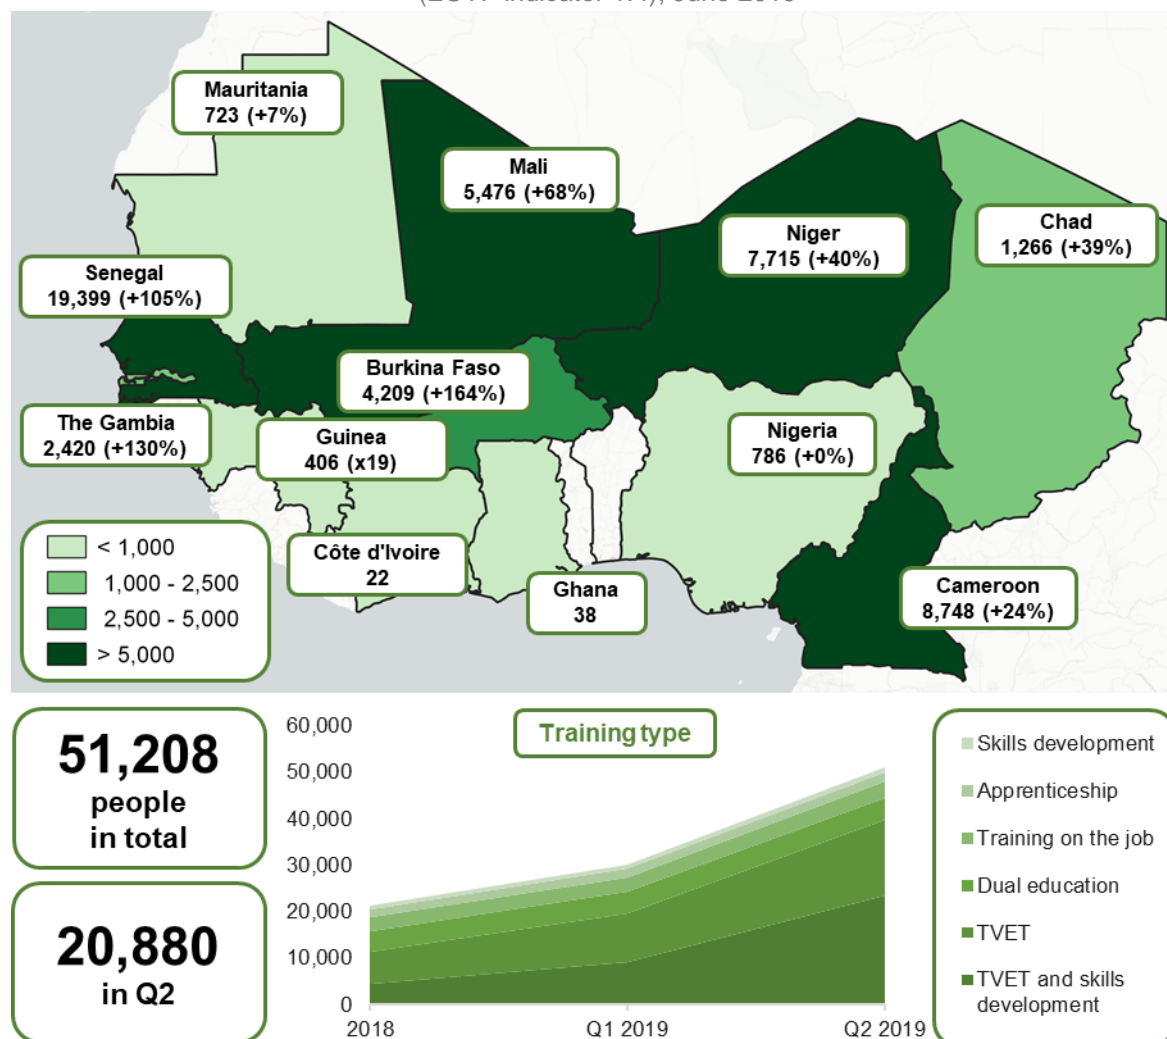 Mauritania
723 (+7%)
Mali
5,476 (+68%)
Niger
7,715 (+40%)
Chad
1,266 (+39%)
Senegal
19,399 (+105%)
Burkina Faso
4,209 (+164%)
The Gambia
2,420 (+130%)
Guinea
406 (x19)
Nigeria
786 (+0%)
Côte d'Ivoire
22
Ghana
38
Cameroon
8,748 (+24%)
< 1,000
1,000 - 2,500
2,500 - 5,000
> 5,000
51,208
people
in total
20,880
in Q2
Training type
60,000
50,000
40,000
30,000
20,000
10,000
0
2018
Q1 2019
Q2 2019
Skills development
Apprenticeship
Training on the job
Dual education
TVET
TVET and skills
development